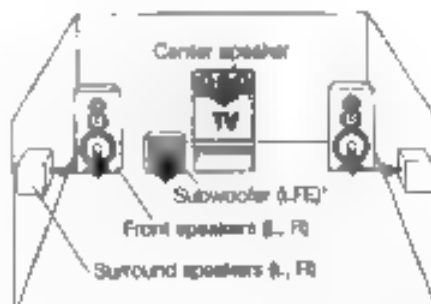 Center speaker
TV
Subwoofer (LFE)*
Front speakers (L, R)
Surround speakers (L, R)